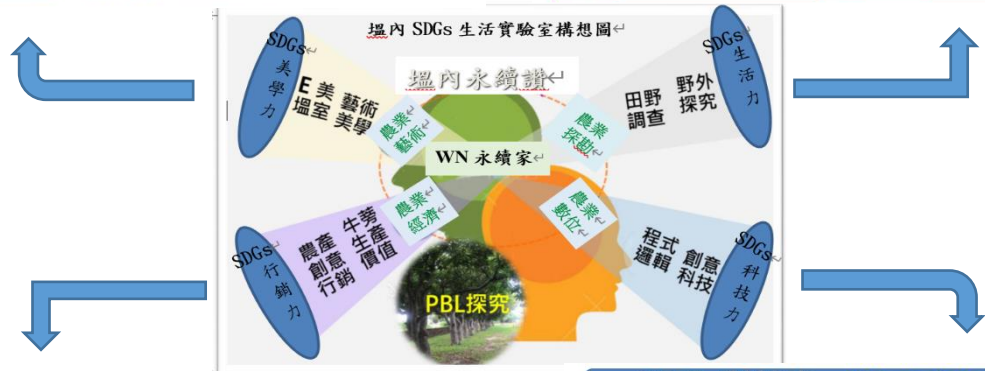 塭內 SDGs 生活實驗室構想圖
塭內永續讚
WN 永續家
SDGs
美
學
力
E 美
塭室
藝術
美學
農業
藝術
SDGs
生
活
力
田野
調查
野外
探究
農業
探勘
SDGs
行
銷
力
農產
創意
行銷
牛蒡
生產
價值
農業
經濟
SDGs
科
技
力
程式
邏輯
創意
科技
農業
數位
PBL探究